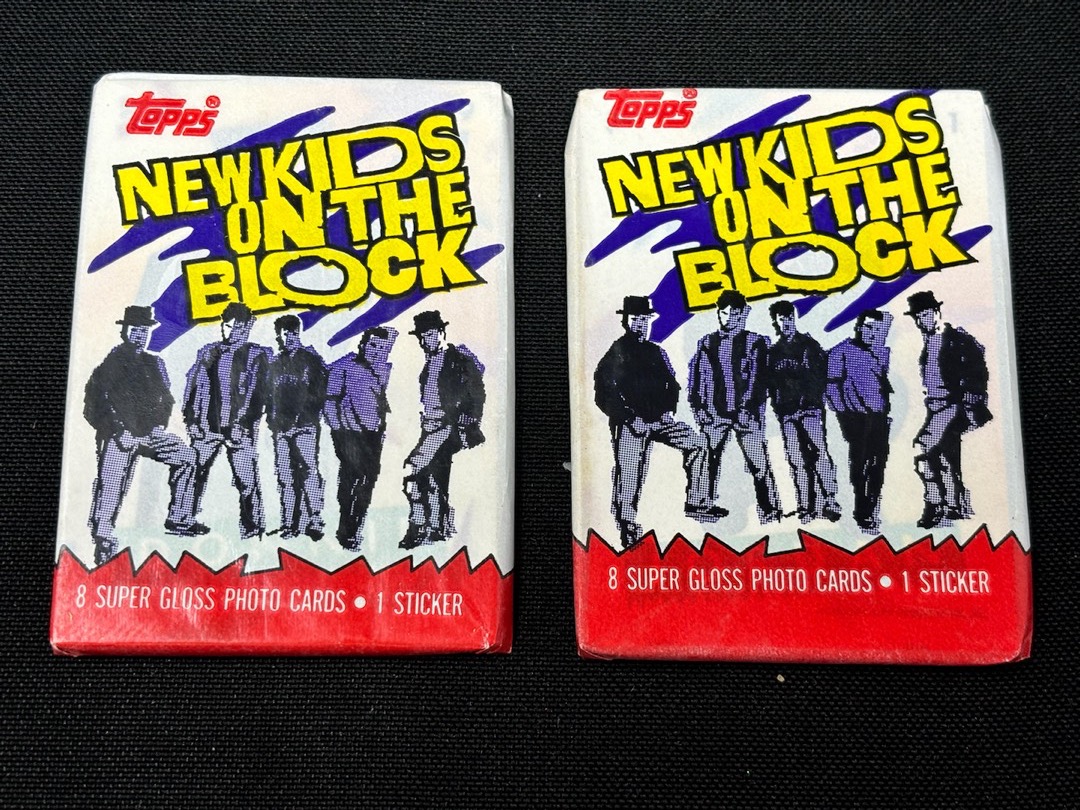 Topps®
NEW KIDS
ON THE
BLOCK
8 SUPER GLOSS PHOTO CARDS • 1 STICKER
Topps®
NEW KIDS
ON THE
BLOCK
8 SUPER GLOSS PHOTO CARDS • 1 STICKER